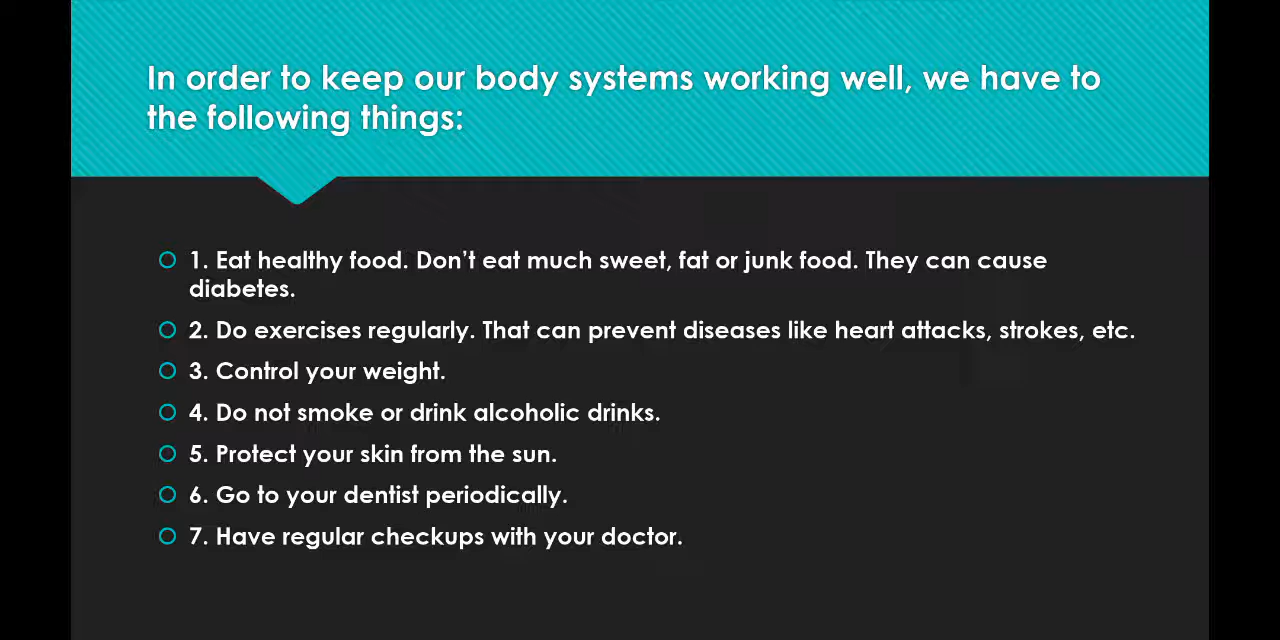 In order to keep our body systems working well, we have to
the following things:
1. Eat healthy food. Don’t eat much sweet, fat or junk food. They can cause
diabetes.
2. Do exercises regularly. That can prevent diseases like heart attacks, strokes, etc.
3. Control your weight.
4. Do not smoke or drink alcoholic drinks.
5. Protect your skin from the sun.
6. Go to your dentist periodically.
7. Have regular checkups with your doctor.